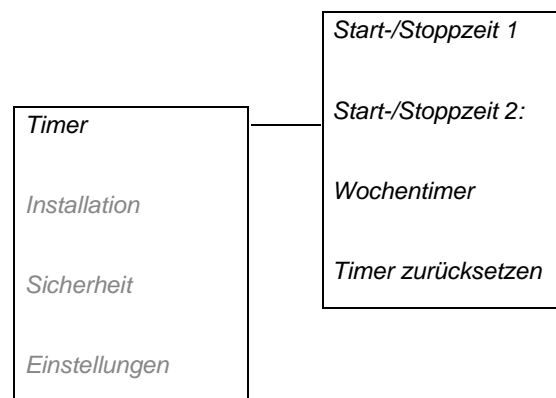 Timer
Installation
Sicherheit
Einstellungen
Start-/Stoppzeit 1
Start-/Stoppzeit 2:
Wochentimer
Timer zurücksetzen